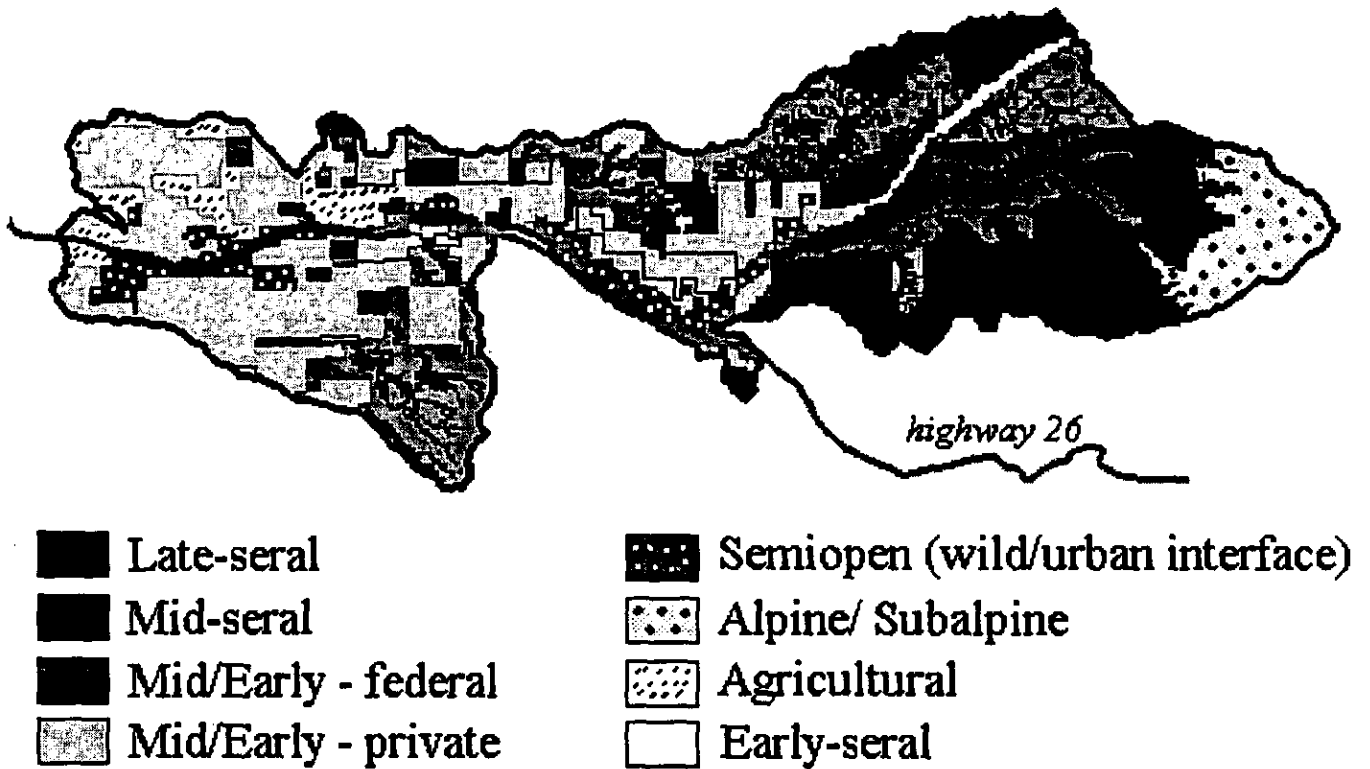 highway 26
Late-seral
Mid-seral
Mid/Early - federal
Mid/Early - private
Semiopen (wild/urban interface)
Alpine/ Subalpine
Agricultural
Early-seral